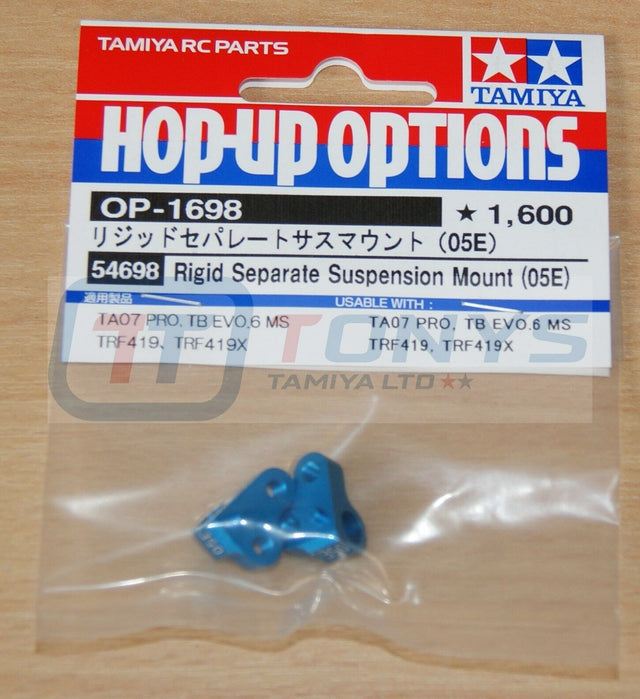 TAMIYA RC PARTS
TAMIYA
HOP-UP OPTIONS
OP-1698 ★ 1,600
リジッドセパレートサスマウント (05E)
54698 Rigid Separate Suspension Mount (05E)
適用製品 USABLE WITH :
TA07 PRO, TB EVO.6 MS TA07 PRO, TB EVO.6 MS
TRF419、TRF419X TRF419, TRF419X
TT TONYS
TAMIYA LTD ★★
05E
05E